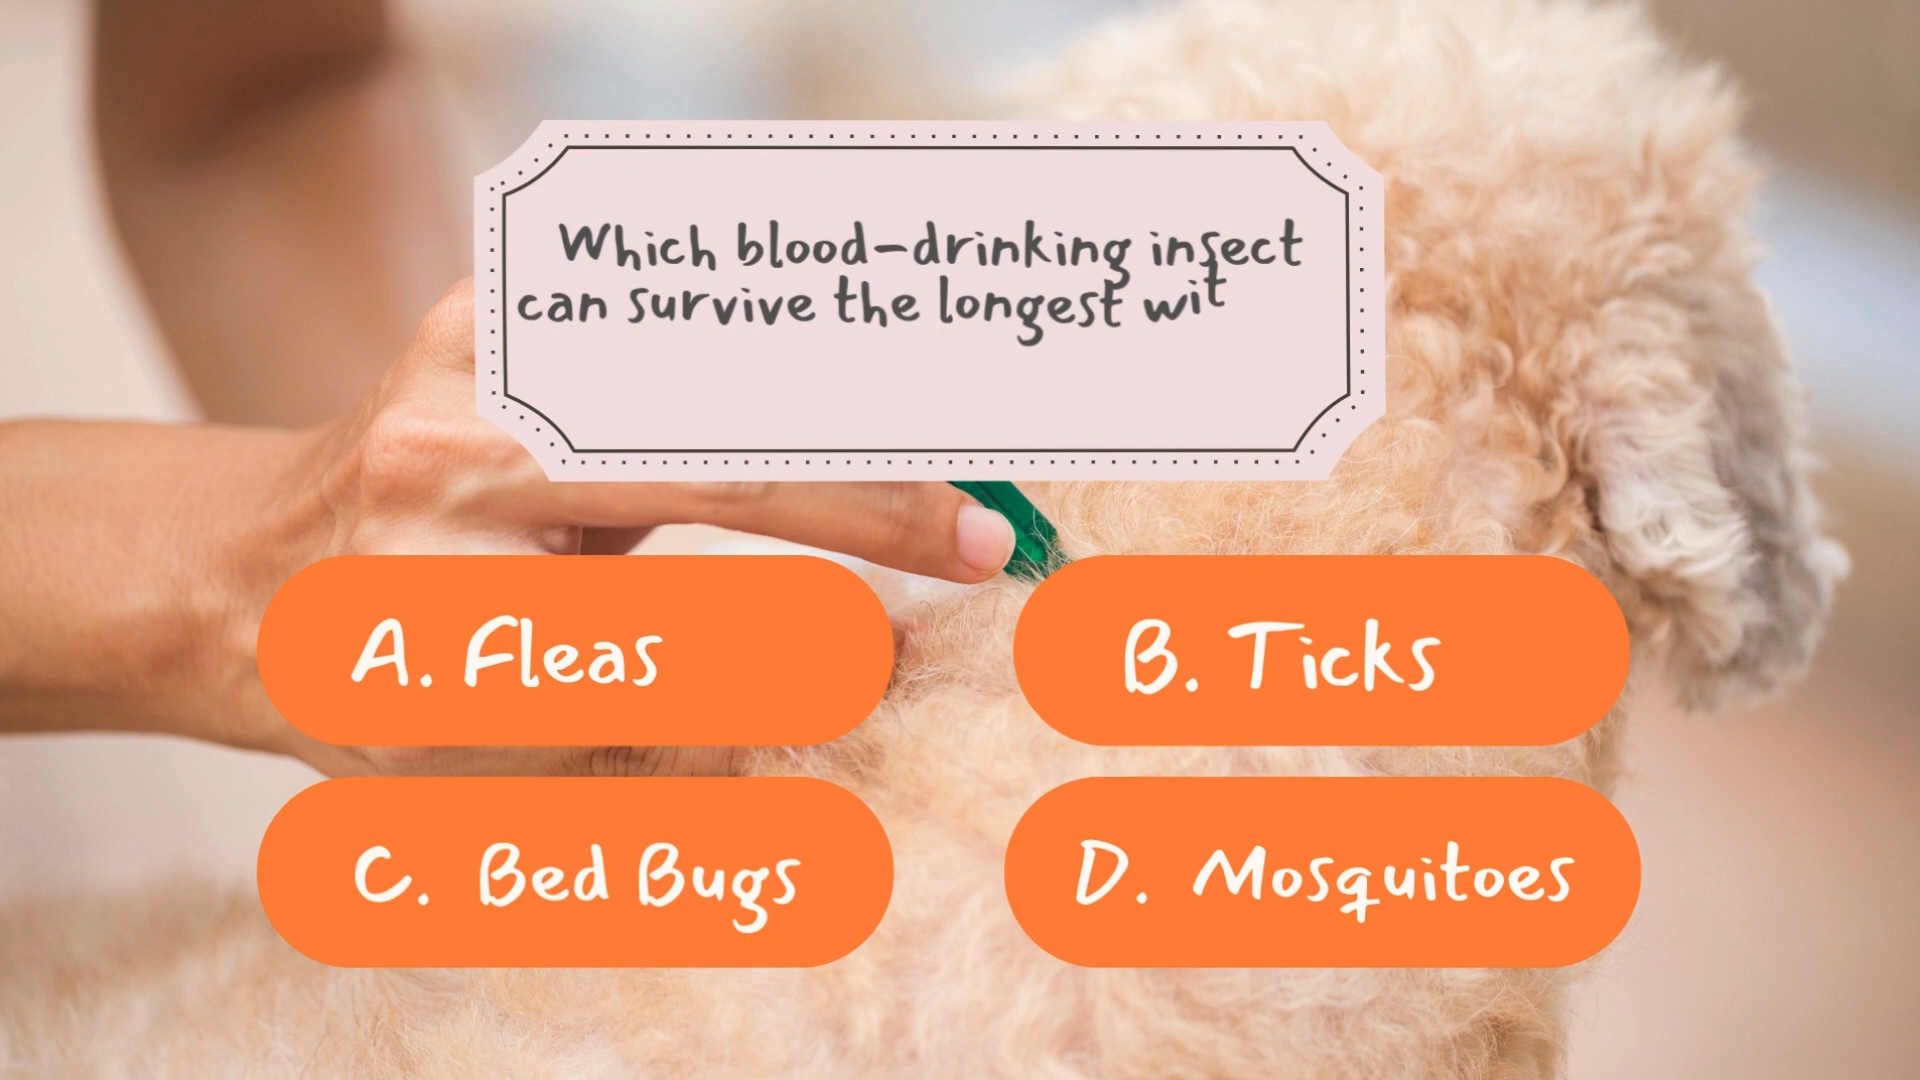 Which blood-drinking insect
can survive the longest wit
A. Fleas
B. Ticks
C. Bed Bugs
D. Mosquitoes